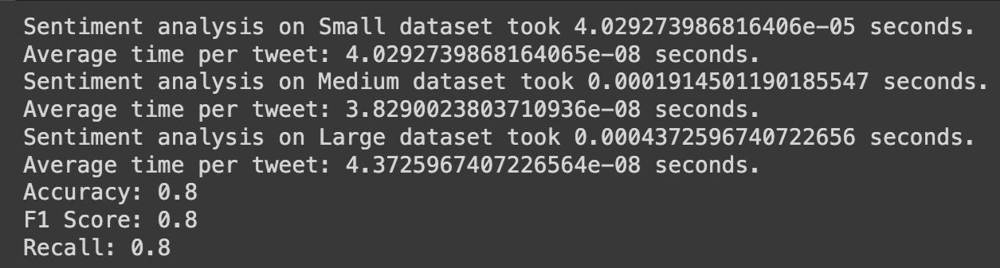 Sentiment analysis on Small dataset took 4.029273986816406e-05 seconds.
Average time per tweet: 4.0292739868164065e-08 seconds.
Sentiment analysis on Medium dataset took 0.0001914501190185547 seconds.
Average time per tweet: 3.8290023803710936e-08 seconds.
Sentiment analysis on Large dataset took 0.0004372596740722656 seconds.
Average time per tweet: 4.3725967407226564e-08 seconds.
Accuracy: 0.8
F1 Score: 0.8
Recall: 0.8